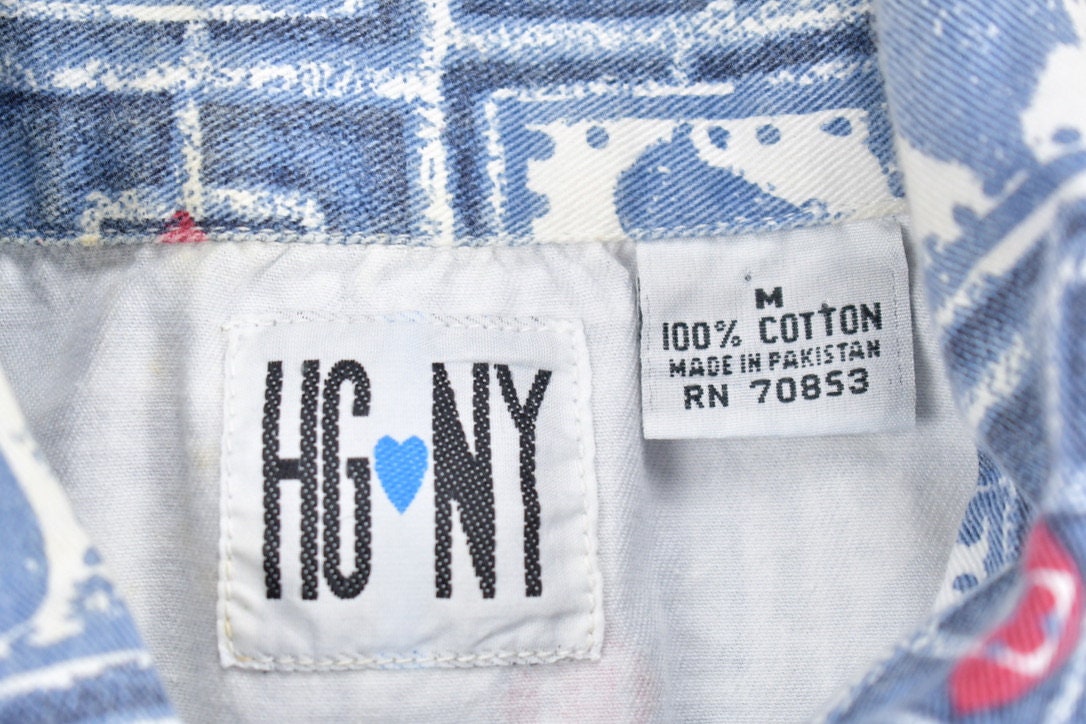 HG NY
M
100% COTTON
MADE IN PAKISTAN
RN 70853